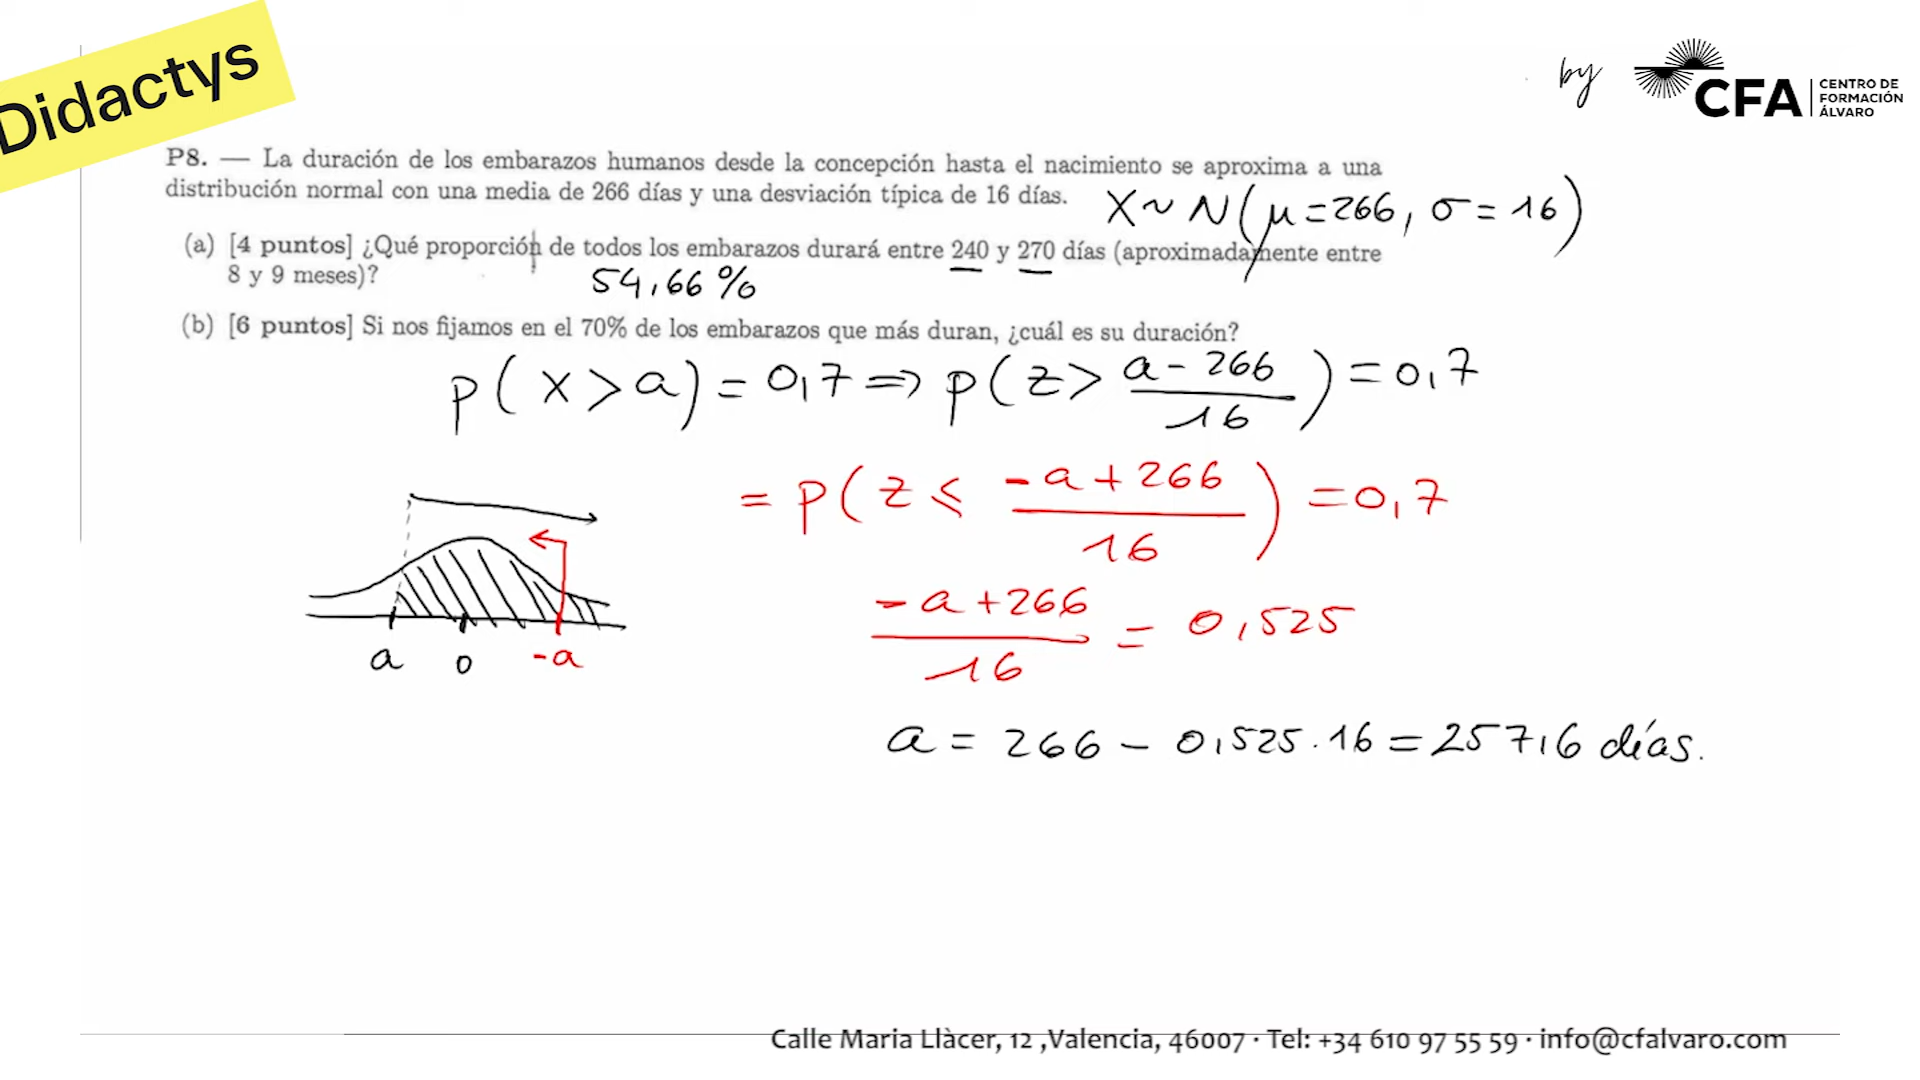 Didactys
by
CFA
CENTRO DE
FORMACIÓN
ÁLVARO
P8. — La duración de los embarazos humanos desde la concepción hasta el nacimiento se aproxima a una
distribución normal con una media de 266 días y una desviación típica de 16 días.
X ~ N(μ=266, σ=16)
(a) [4 puntos] ¿Qué proporción de todos los embarazos durará entre 240 y 270 días (aproximadamente entre
8 y 9 meses)?
54,66%
(b) [6 puntos] Si nos fijamos en el 70% de los embarazos que más duran, ¿cuál es su duración?
p(x > a) = 0,7 ⇒ p(z > (a - 266)/16) = 0,7
= p(z ≤ (-a + 266)/16) = 0,7
(-a + 266)/16 = 0,525
a 0 -a
a = 266 - 0,525 · 16 = 257,6 días.
Calle Maria Llàcer, 12 ,Valencia, 46007 · Tel: +34 610 97 55 59 · info@cfalvaro.com